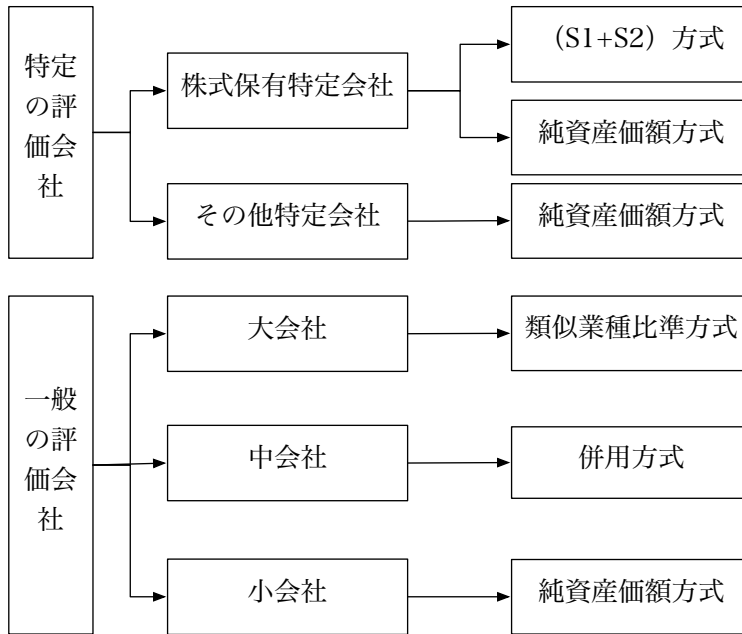 特定
の評
価会
社
株式保有特定会社
(S1+S2)方式
純資産価額方式
その他特定会社
純資産価額方式
一般
の評
価会
社
大会社
類似業種比準方式
中会社
併用方式
小会社
純資産価額方式